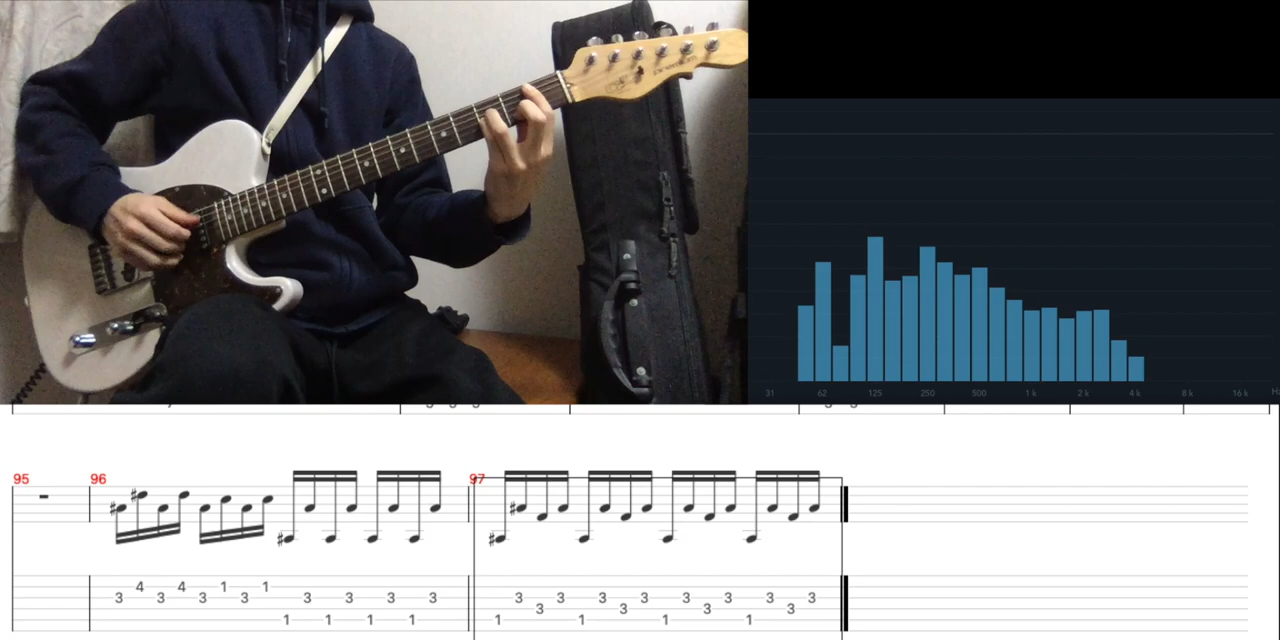 31 62 125 250 500 1 k 2 k 4 k 8 k 16 k
95 96 97
4 4 1 1
3 3 3 3 3 3 3 3 3 3 3 3 3 3 3 3
3 3 3 3
1 1 1 1 1 1 1 1